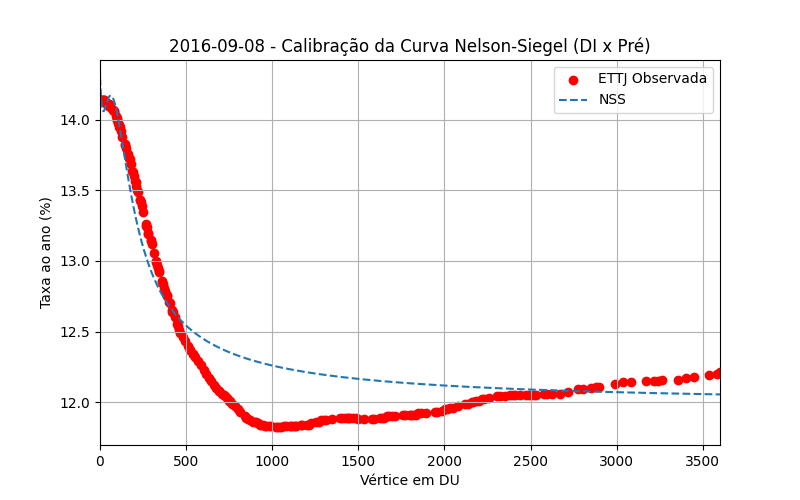 2016-09-08 - Calibração da Curva Nelson-Siegel (DI x Pré)
ETTJ Observada
NSS
Taxa ao ano (%)
14.0
13.5
13.0
12.5
12.0
0 500 1000 1500 2000 2500 3000 3500
Vértice em DU